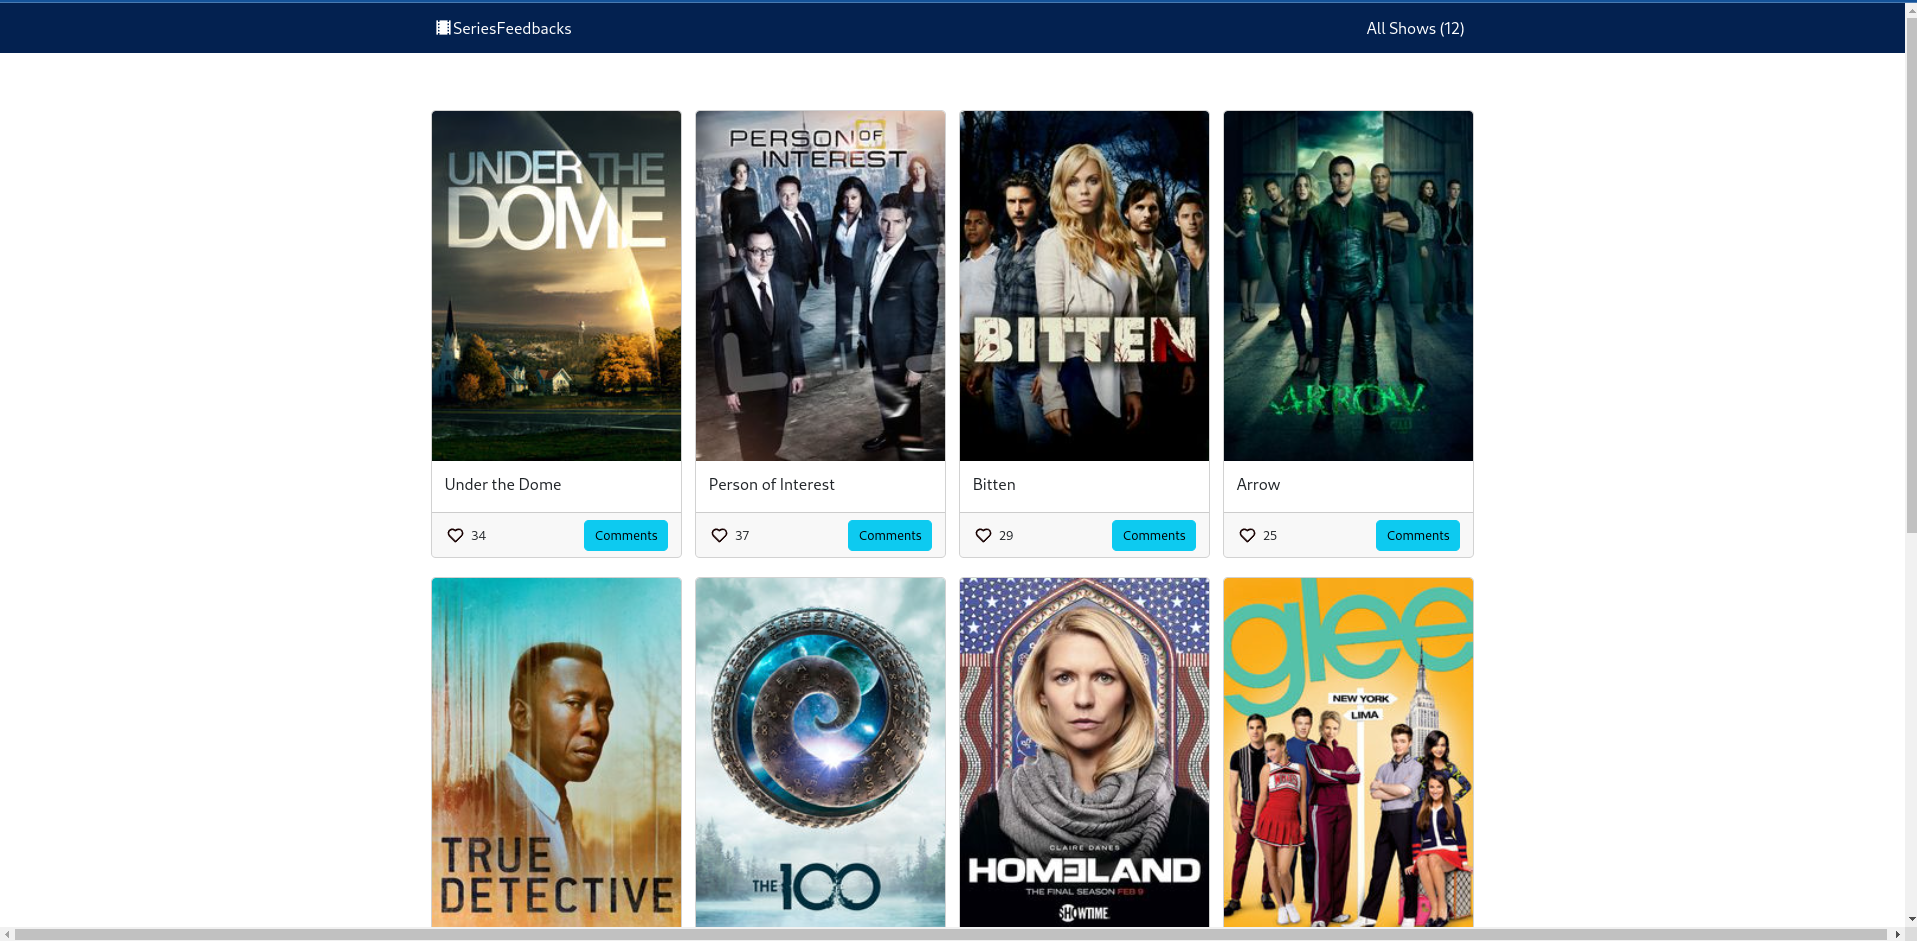 SeriesFeedbacks
All Shows (12)
UNDER THE
DOME
PERSON OF
INTEREST
BITTEN
ARROW
Under the Dome
Person of Interest
Bitten
Arrow
34
Comments
37
Comments
29
Comments
25
Comments
TRUE
DETECTIVE
THE 100
CLAIRE DANES
HOMELAND
THE FINAL SEASON FEB 9
SHOWTIME
glee
NEW YORK
LIMA